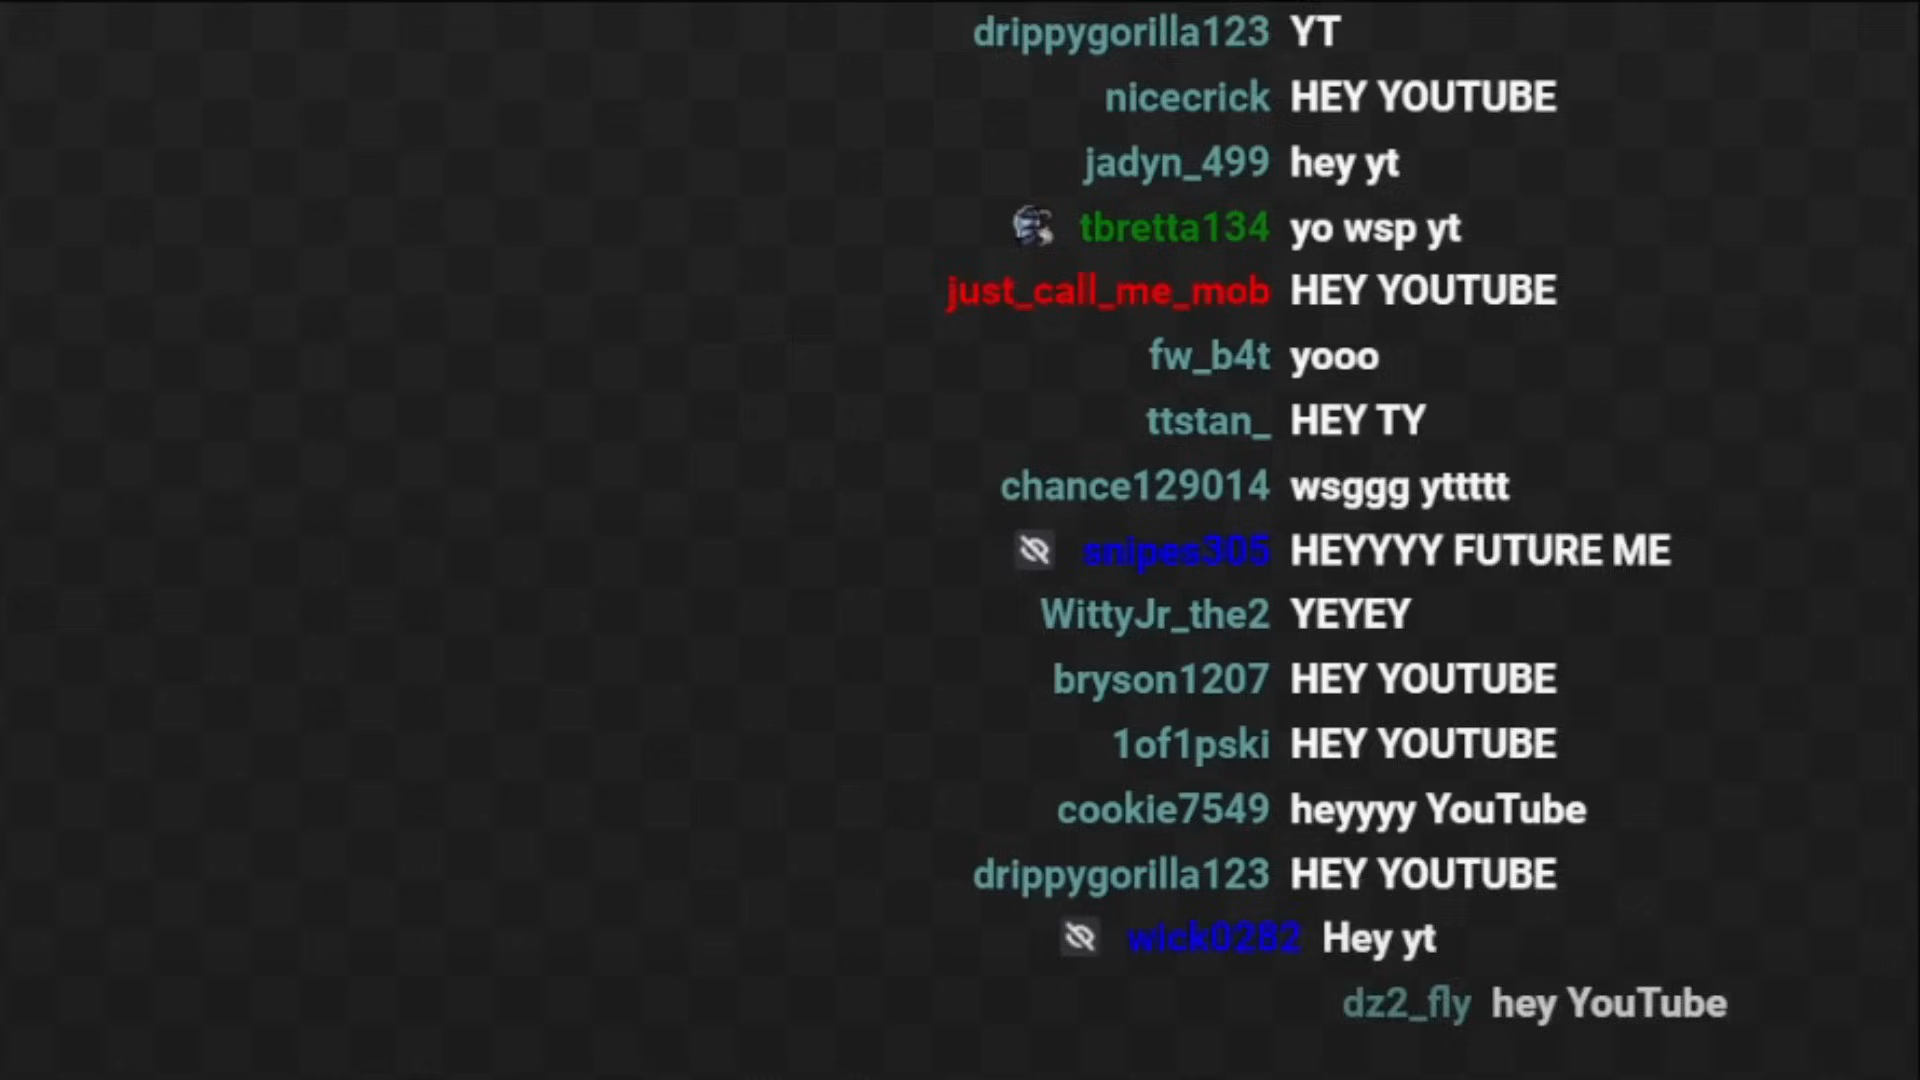 drippygorilla123 YT
nicecrick HEY YOUTUBE
jadyn_499 hey yt
tbretta134 yo wsp yt
just_call_me_mob HEY YOUTUBE
fw_b4t yooo
ttstan_ HEY TY
chance129014 wsggg yttttt
snipes305 HEYYYY FUTURE ME
WittyJr_the2 YEYEY
bryson1207 HEY YOUTUBE
1of1pski HEY YOUTUBE
cookie7549 heyyyy YouTube
drippygorilla123 HEY YOUTUBE
wick0282 Hey yt
dz2_fly hey YouTube